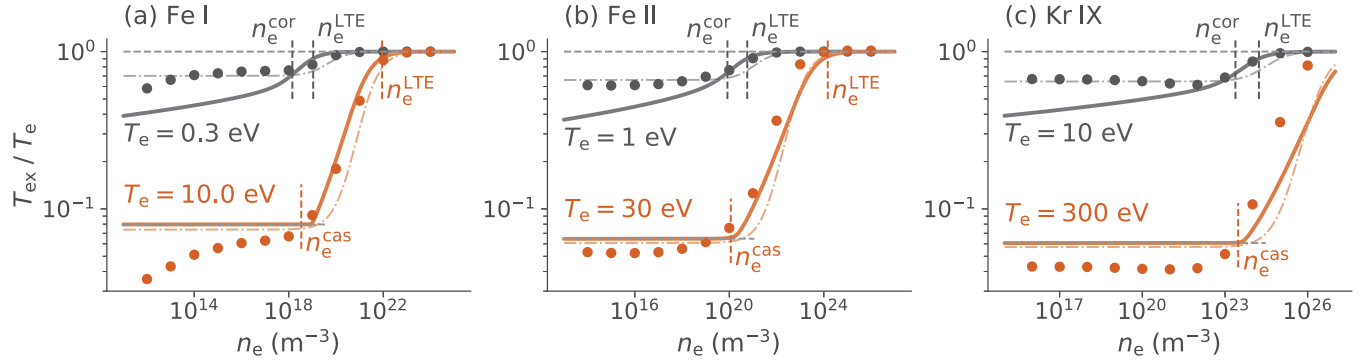 (a) Fe I
n_e^cor
n_e^LTE
10^0
10^-1
T_ex / T_e
T_e = 0.3 eV
T_e = 10.0 eV
n_e^LTE
n_e^cas
10^14
10^18
10^22
n_e (m^-3)
(b) Fe II
n_e^cor
n_e^LTE
10^0
10^-1
T_e = 1 eV
T_e = 30 eV
n_e^LTE
n_e^cas
10^16
10^20
10^24
n_e (m^-3)
(c) Kr IX
n_e^cor
n_e^LTE
10^0
10^-1
T_e = 10 eV
T_e = 300 eV
n_e^cas
10^17
10^20
10^23
10^26
n_e (m^-3)